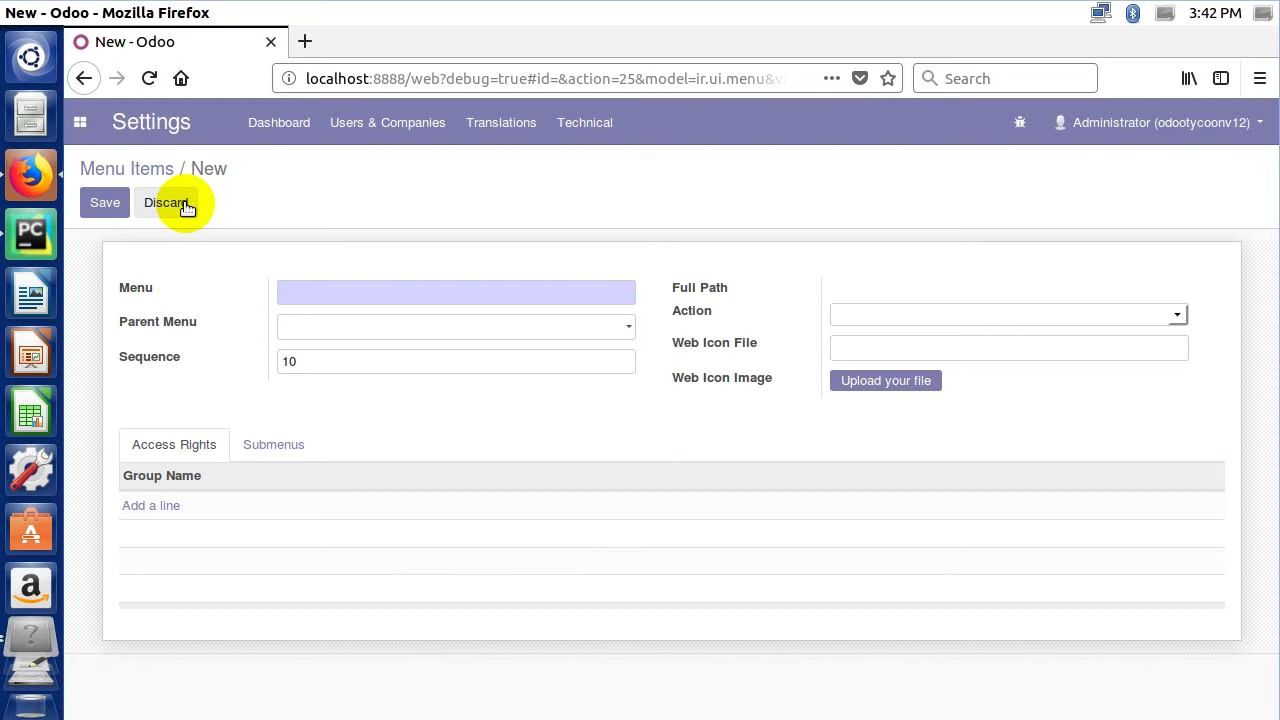 New - Odoo - Mozilla Firefox
3:42 PM
New - Odoo
localhost:8888/web?debug=true#id=&action=25&model=ir.ui.menu&v
Search
Settings
Dashboard
Users & Companies
Translations
Technical
Administrator (odootycoonv12)
Menu Items / New
Save
Discard
Menu
Full Path
Action
Parent Menu
Web Icon File
Sequence
10
Web Icon Image
Upload your file
Access Rights
Submenus
Group Name
Add a line
PC